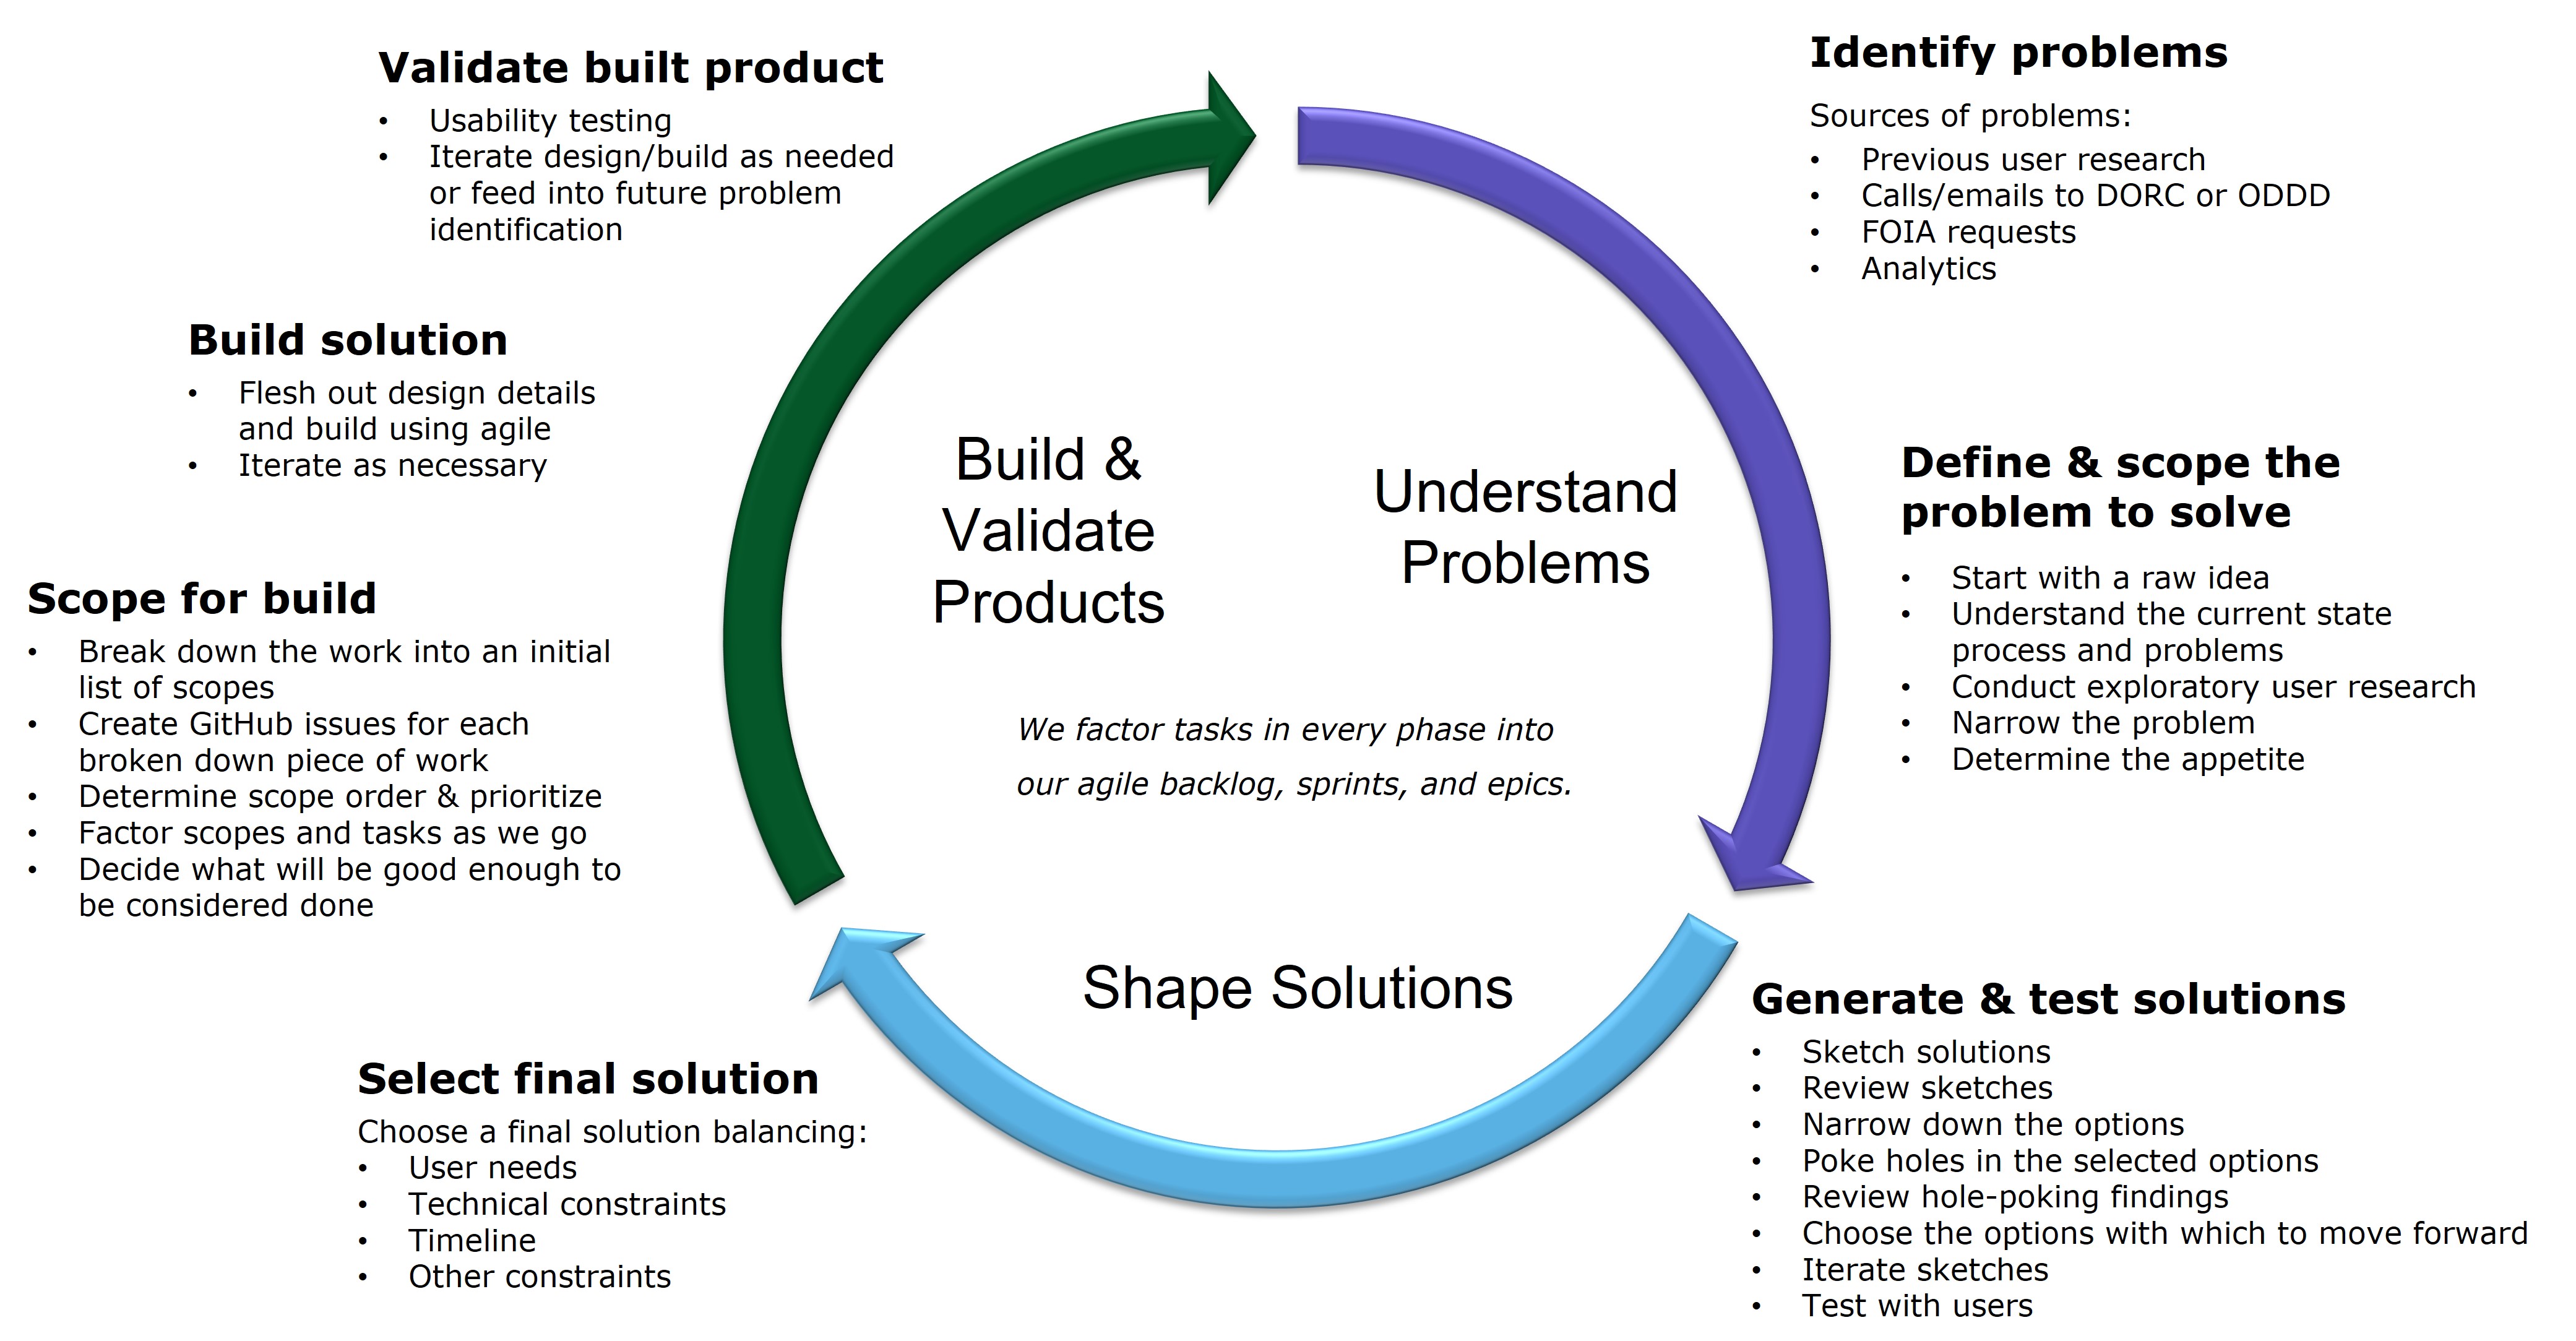 Identify problems
Sources of problems:
• Previous user research
• Calls/emails to DORC or ODDD
• FOIA requests
• Analytics
Define & scope the
problem to solve
• Start with a raw idea
• Understand the current state
process and problems
• Conduct exploratory user research
• Narrow the problem
• Determine the appetite
Generate & test solutions
• Sketch solutions
• Review sketches
• Narrow down the options
• Poke holes in the selected options
• Review hole-poking findings
• Choose the options with which to move forward
• Iterate sketches
• Test with users
Select final solution
Choose a final solution balancing:
• User needs
• Technical constraints
• Timeline
• Other constraints
Scope for build
• Break down the work into an initial
list of scopes
• Create GitHub issues for each
broken down piece of work
• Determine scope order & prioritize
• Factor scopes and tasks as we go
• Decide what will be good enough to
be considered done
Build solution
• Flesh out design details
and build using agile
• Iterate as necessary
Validate built product
• Usability testing
• Iterate design/build as needed
or feed into future problem
identification
Understand
Problems
Shape Solutions
Build &
Validate
Products
We factor tasks in every phase into
our agile backlog, sprints, and epics.